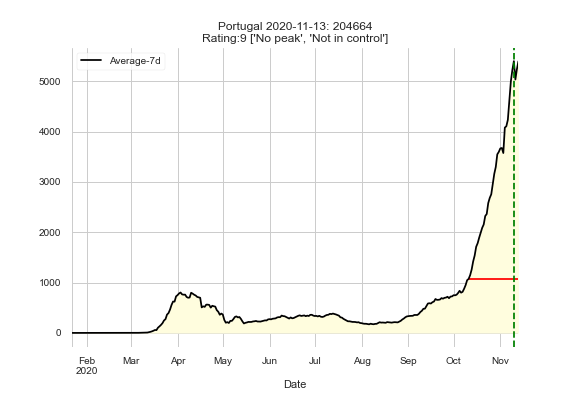 Portugal 2020-11-13: 204664
Rating:9 ['No peak', 'Not in control']
Average-7d
5000
4000
3000
2000
1000
0
Feb Mar Apr May Jun Jul Aug Sep Oct Nov
2020
Date